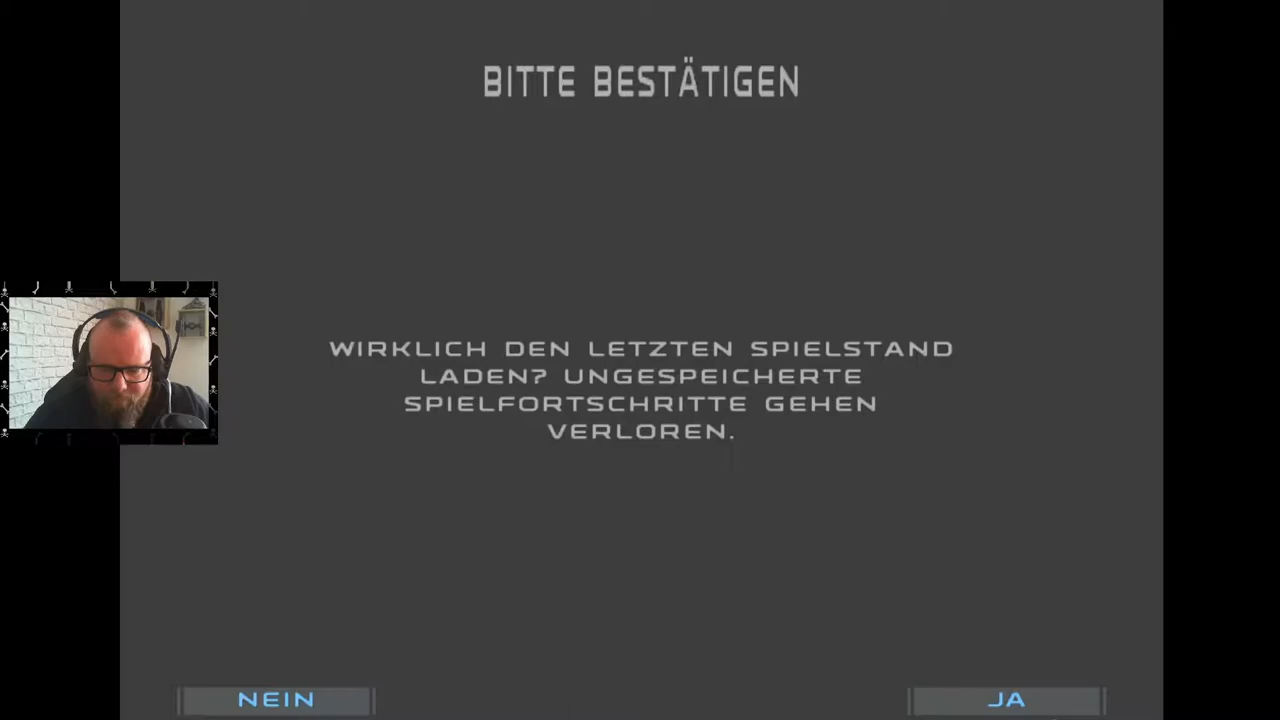 BITTE BESTÄTIGEN
WIRKLICH DEN LETZTEN SPIELSTAND
LADEN? UNGESPEICHERTE
SPIELFORTSCHRITTE GEHEN
VERLOREN.
NEIN
JA